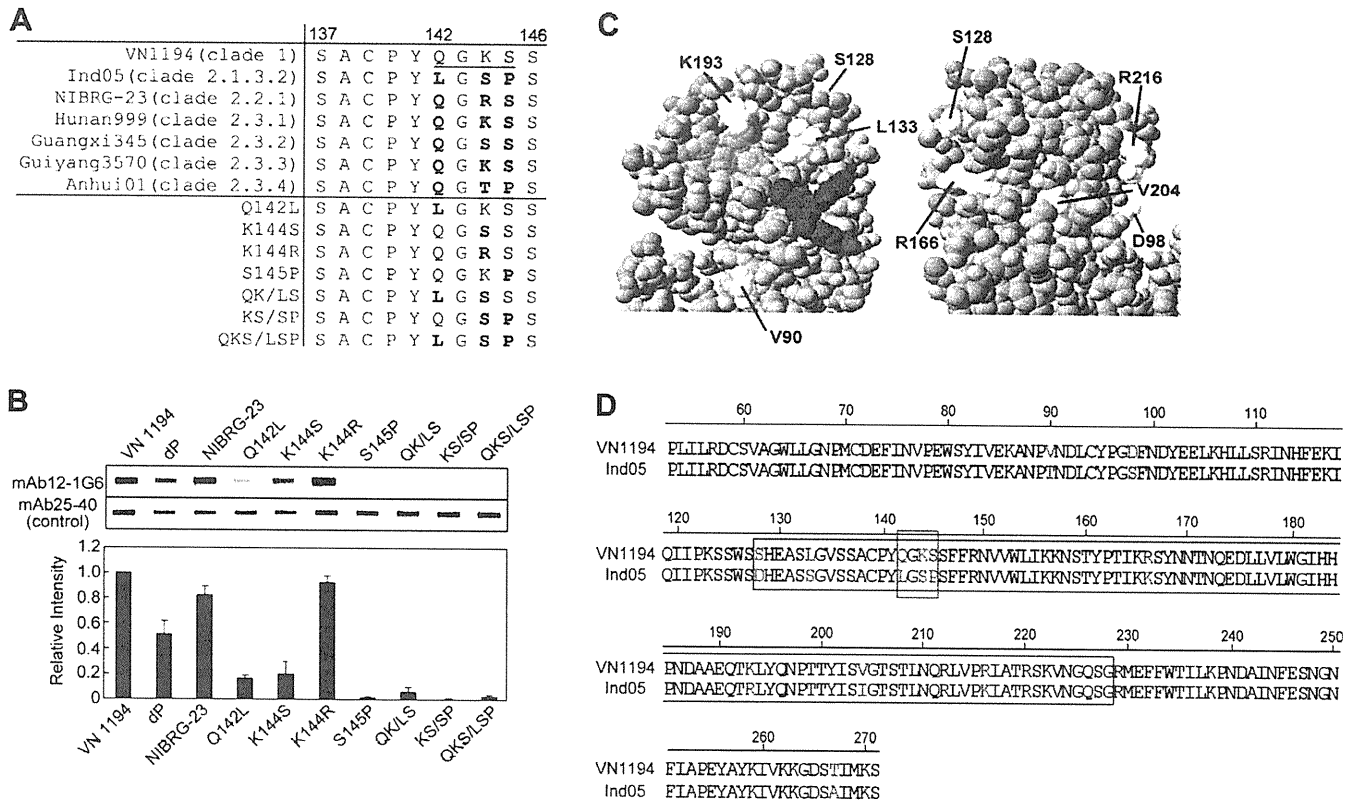 A
137 142 146
VN1194(clade 1) S A C P Y Q G K S S
Ind05(clade 2.1.3.2) S A C P Y L G S P S
NIBRG-23(clade 2.2.1) S A C P Y Q G R S S
Hunan999(clade 2.3.1) S A C P Y Q G K S S
Guangxi345(clade 2.3.2) S A C P Y Q G S S S
Guiyang3570(clade 2.3.3) S A C P Y Q G K S S
Anhui01(clade 2.3.4) S A C P Y Q G T P S
Q142L S A C P Y L G K S S
K144S S A C P Y Q G S S S
K144R S A C P Y Q G R S S
S145P S A C P Y Q G K P S
QK/LS S A C P Y L G S S S
KS/SP S A C P Y Q G S P S
QKS/LSP S A C P Y L G S P S
B
VN 1194 dP NIBRG-23 Q142L K144S K144R S145P QK/LS KS/SP QKS/LSP
mAb12-1G6
mAb25-40
(control)
Relative Intensity
1.2
1.0
0.8
0.6
0.4
0.2
0
VN 1194 dP NIBRG-23 Q142L K144S K144R S145P QK/LS KS/SP QKS/LSP
C
K193 S128 L133 V90
S128 R216 V204 R166 D98
D
60 70 80 90 100 110
VN1194 PLILRDCSVAGWLLGNPMCDEFINVPEWSYIVEKANPVNDLCYPGDFNDYEELKHLLSRINHFEKI
Ind05 PLILRDCSVAGWLLGNPMCDEFINVPEWSYIVEKANPTNDLCYPGSFNDYEELKHLLSRINHFEKI
120 130 140 150 160 170 180
VN1194 QIIPKSSWSSHEASLGVSSACPYQGKSSFFRNVVWLIKKNSTYPTIKRSYNNTNQEDLLVLWGIHH
Ind05 QIIPKSSWSDHEASSGVSSACPYLGSPSFFRNVVWLIKKNSTYPTIKKSYNNTNQEDLLVLWGIHH
190 200 210 220 230 240 250
VN1194 PNDAAEQTKLYQNPTTYISVGTSTLNQRLVPRIATRSKVNGQSGRMEFFWTILKPNDAINFESNGN
Ind05 PNDAAEQTRLYQNPTTYISIGTSTLNQRLVPKIATRSKVNGQSGRMEFFWTILKPNDAINFESNGN
260 270
VN1194 FIAPEYAYKIVKKGDSTIMKS
Ind05 FIAPEYAYKIVKKGDSAIMKS